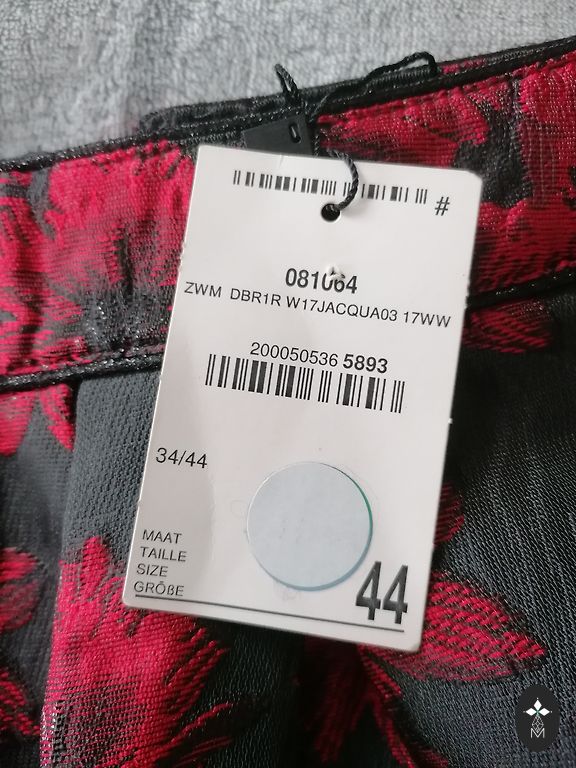 #
081064
ZWM DBR1R W17JACQUA03 17WW
200050536 5893
34/44
MAAT
TAILLE
SIZE
GRÖßE
44
M